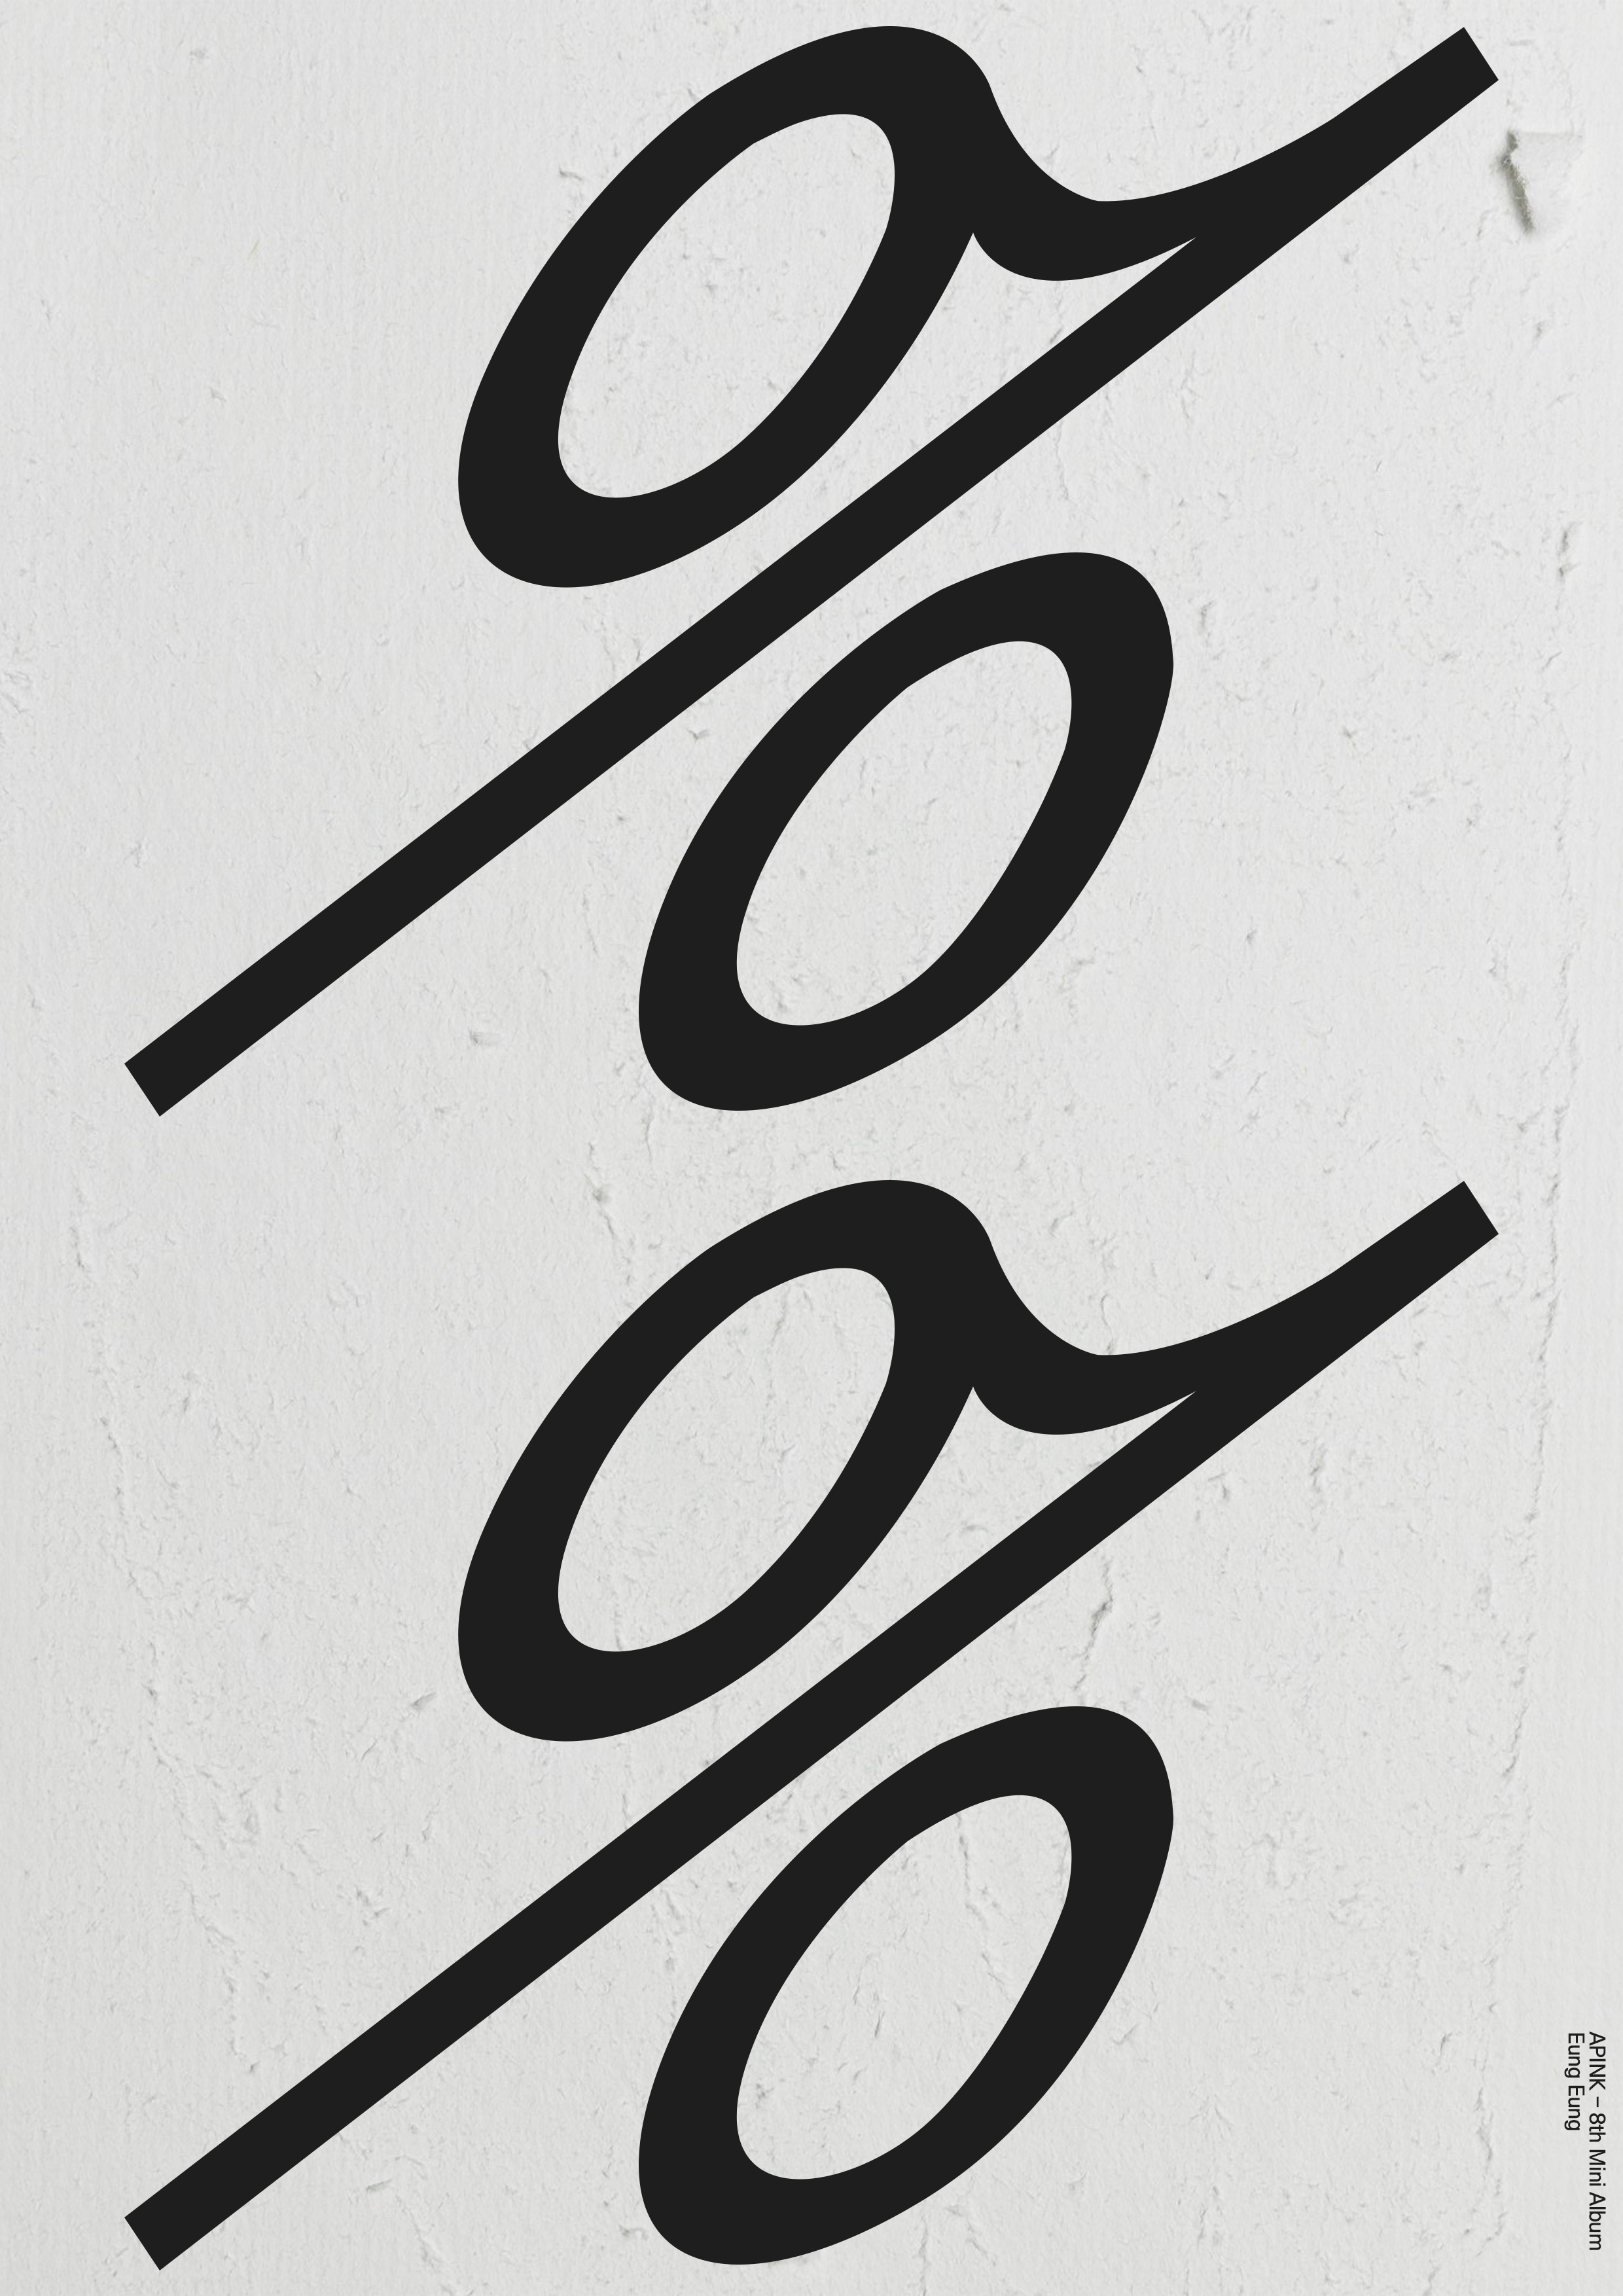 %
%
APINK – 8th Mini Album
Eung Eung